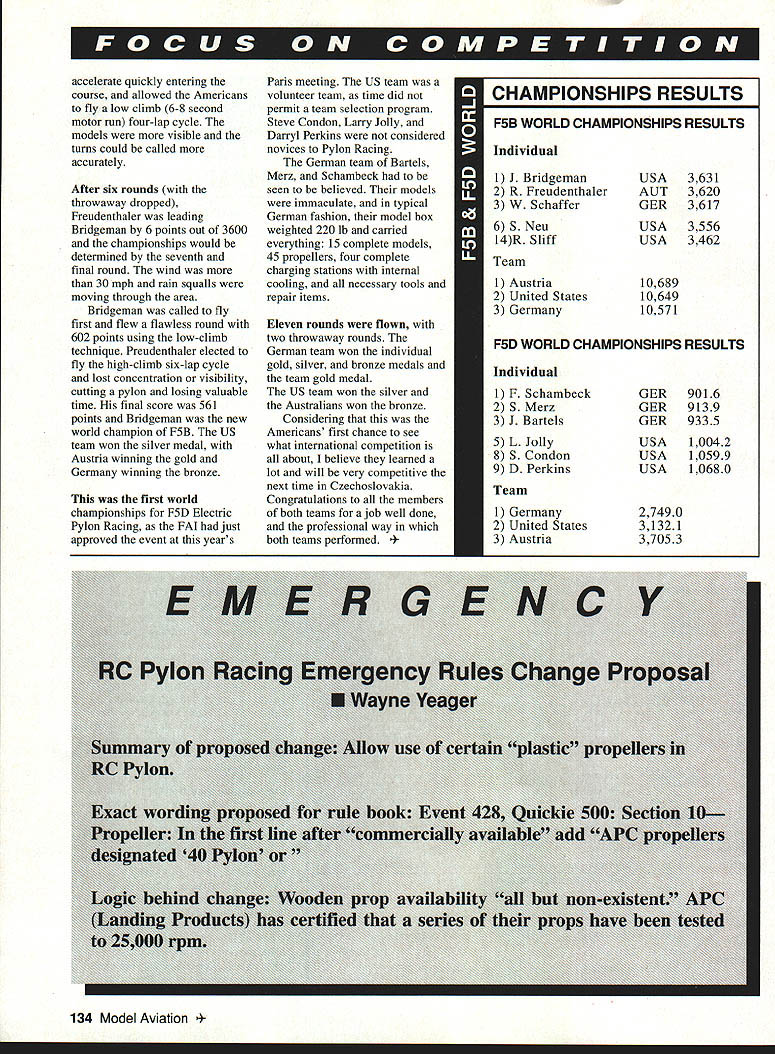 FOCUS ON COMPETITION
accelerate quickly entering the
course, and allowed the Americans
to fly a low climb (6-8 second
motor run) four-lap cycle. The
models were more visible and the
turns could be called more
accurately.
After six rounds (with the
throwaway dropped),
Freudenthaler was leading
Bridgeman by 6 points out of 3600
and the championships would be
determined by the seventh and
final round. The wind was more
than 30 mph and rain squalls were
moving through the area.
Bridgeman was called to fly
first and flew a flawless round with
602 points using the low-climb
technique. Preudenthaler elected to
fly the high-climb six-lap cycle
and lost concentration or visibility,
cutting a pylon and losing valuable
time. His final score was 561
points and Bridgeman was the new
world champion of F5B. The US
team won the silver medal, with
Austria winning the gold and
Germany winning the bronze.
This was the first world
championships for F5D Electric
Pylon Racing, as the FAI had just
approved the event at this year's
Paris meeting. The US team was a
volunteer team, as time did not
permit a team selection program.
Steve Condon, Larry Jolly, and
Darryl Perkins were not considered
novices to Pylon Racing.
The German team of Bartels,
Merz, and Schambeck had to be
seen to be believed. Their models
were immaculate, and in typical
German fashion, their model box
weighted 220 lb and carried
everything: 15 complete models,
45 propellers, four complete
charging stations with internal
cooling, and all necessary tools and
repair items.
Eleven rounds were flown, with
two throwaway rounds. The
German team won the individual
gold, silver, and bronze medals and
the team gold medal.
The US team won the silver and
the Australians won the bronze.
Considering that this was the
Americans' first chance to see
what international competition is
all about, I believe they learned a
lot and will be very competitive the
next time in Czechoslovakia.
Congratulations to all the members
of both teams for a job well done,
and the professional way in which
both teams performed. ✈
F5B & F5D WORLD
CHAMPIONSHIPS RESULTS
F5B WORLD CHAMPIONSHIPS RESULTS
Individual
1) J. Bridgeman USA 3,631
2) R. Freudenthaler AUT 3,620
3) W. Schaffer GER 3,617
6) S. Neu USA 3,556
14)R. Sliff USA 3,462
Team
1) Austria 10,689
2) United States 10,649
3) Germany 10.571
F5D WORLD CHAMPIONSHIPS RESULTS
Individual
1) F. Schambeck GER 901.6
2) S. Merz GER 913.9
3) J. Bartels GER 933.5
5) L. Jolly USA 1,004.2
8) S. Condon USA 1,059.9
9) D. Perkins USA 1,068.0
Team
1) Germany 2,749.0
2) United States 3,132.1
3) Austria 3,705.3
EMERGENCY
RC Pylon Racing Emergency Rules Change Proposal
■ Wayne Yeager
Summary of proposed change: Allow use of certain “plastic” propellers in
RC Pylon.
Exact wording proposed for rule book: Event 428, Quickie 500: Section 10—
Propeller: In the first line after “commercially available” add “APC propellers
designated ‘40 Pylon’ or ”
Logic behind change: Wooden prop availability “all but non-existent.” APC
(Landing Products) has certified that a series of their props have been tested
to 25,000 rpm.
134 Model Aviation ✈